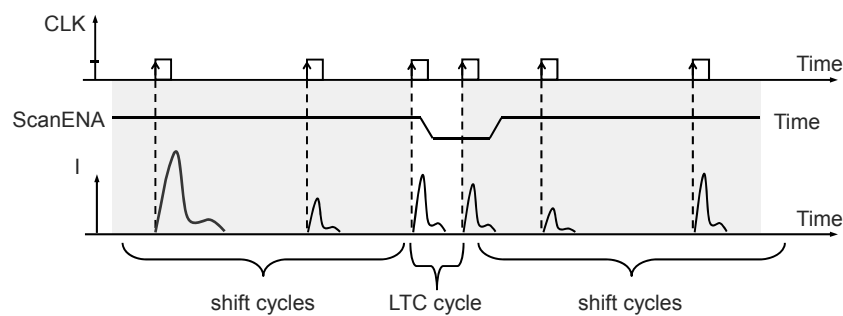 CLK
Time
ScanENA
Time
I
Time
shift cycles
LTC cycle
shift cycles